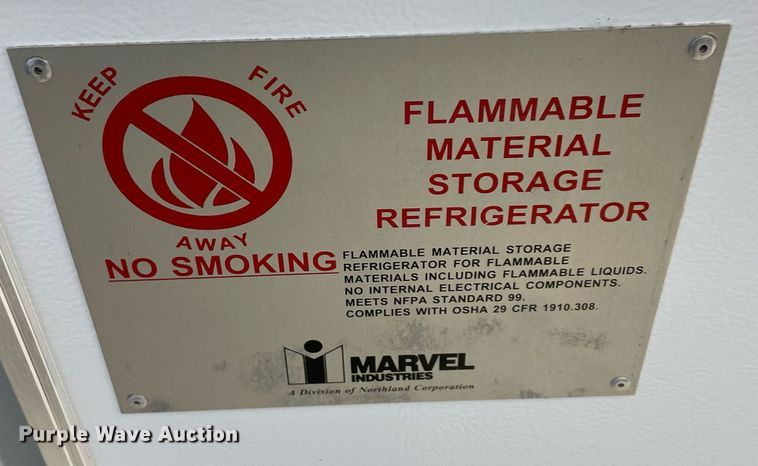 KEEP FIRE
AWAY
NO SMOKING
FLAMMABLE
MATERIAL
STORAGE
REFRIGERATOR
FLAMMABLE MATERIAL STORAGE
REFRIGERATOR FOR FLAMMABLE
MATERIALS INCLUDING FLAMMABLE LIQUIDS.
NO INTERNAL ELECTRICAL COMPONENTS.
MEETS NFPA STANDARD 99.
COMPLIES WITH OSHA 29 CFR 1910.308.
MARVEL
INDUSTRIES
A Division of Northland Corporation
Purple Wave Auction